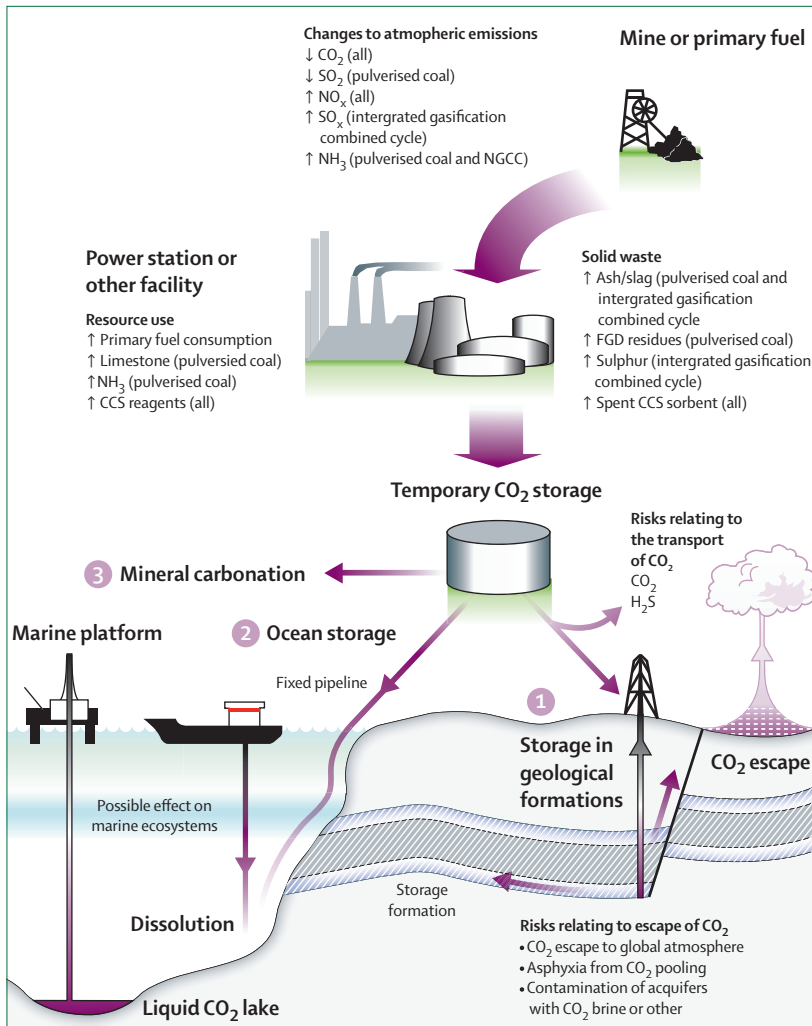 Changes to atmopheric emissions
↓ CO₂ (all)
↓ SO₂ (pulverised coal)
↑ NOₓ (all)
↑ SOₓ (intergrated gasification
combined cycle)
↑ NH₃ (pulverised coal and NGCC)
Mine or primary fuel
Power station or
other facility
Resource use
↑ Primary fuel consumption
↑ Limestone (pulversied coal)
↑NH₃ (pulverised coal)
↑ CCS reagents (all)
Solid waste
↑ Ash/slag (pulverised coal and
intergrated gasification
combined cycle
↑ FGD residues (pulverised coal)
↑ Sulphur (intergrated gasification
combined cycle)
↑ Spent CCS sorbent (all)
Temporary CO₂ storage
Risks relating to
the transport
of CO₂
CO₂
H₂S
3 Mineral carbonation
2 Ocean storage
Marine platform
Fixed pipeline
1
Storage in
geological
formations
CO₂ escape
Possible effect on
marine ecosystems
Storage
formation
Dissolution
Risks relating to escape of CO₂
• CO₂ escape to global atmosphere
• Asphyxia from CO₂ pooling
• Contamination of acquifers
with CO₂ brine or other
Liquid CO₂ lake